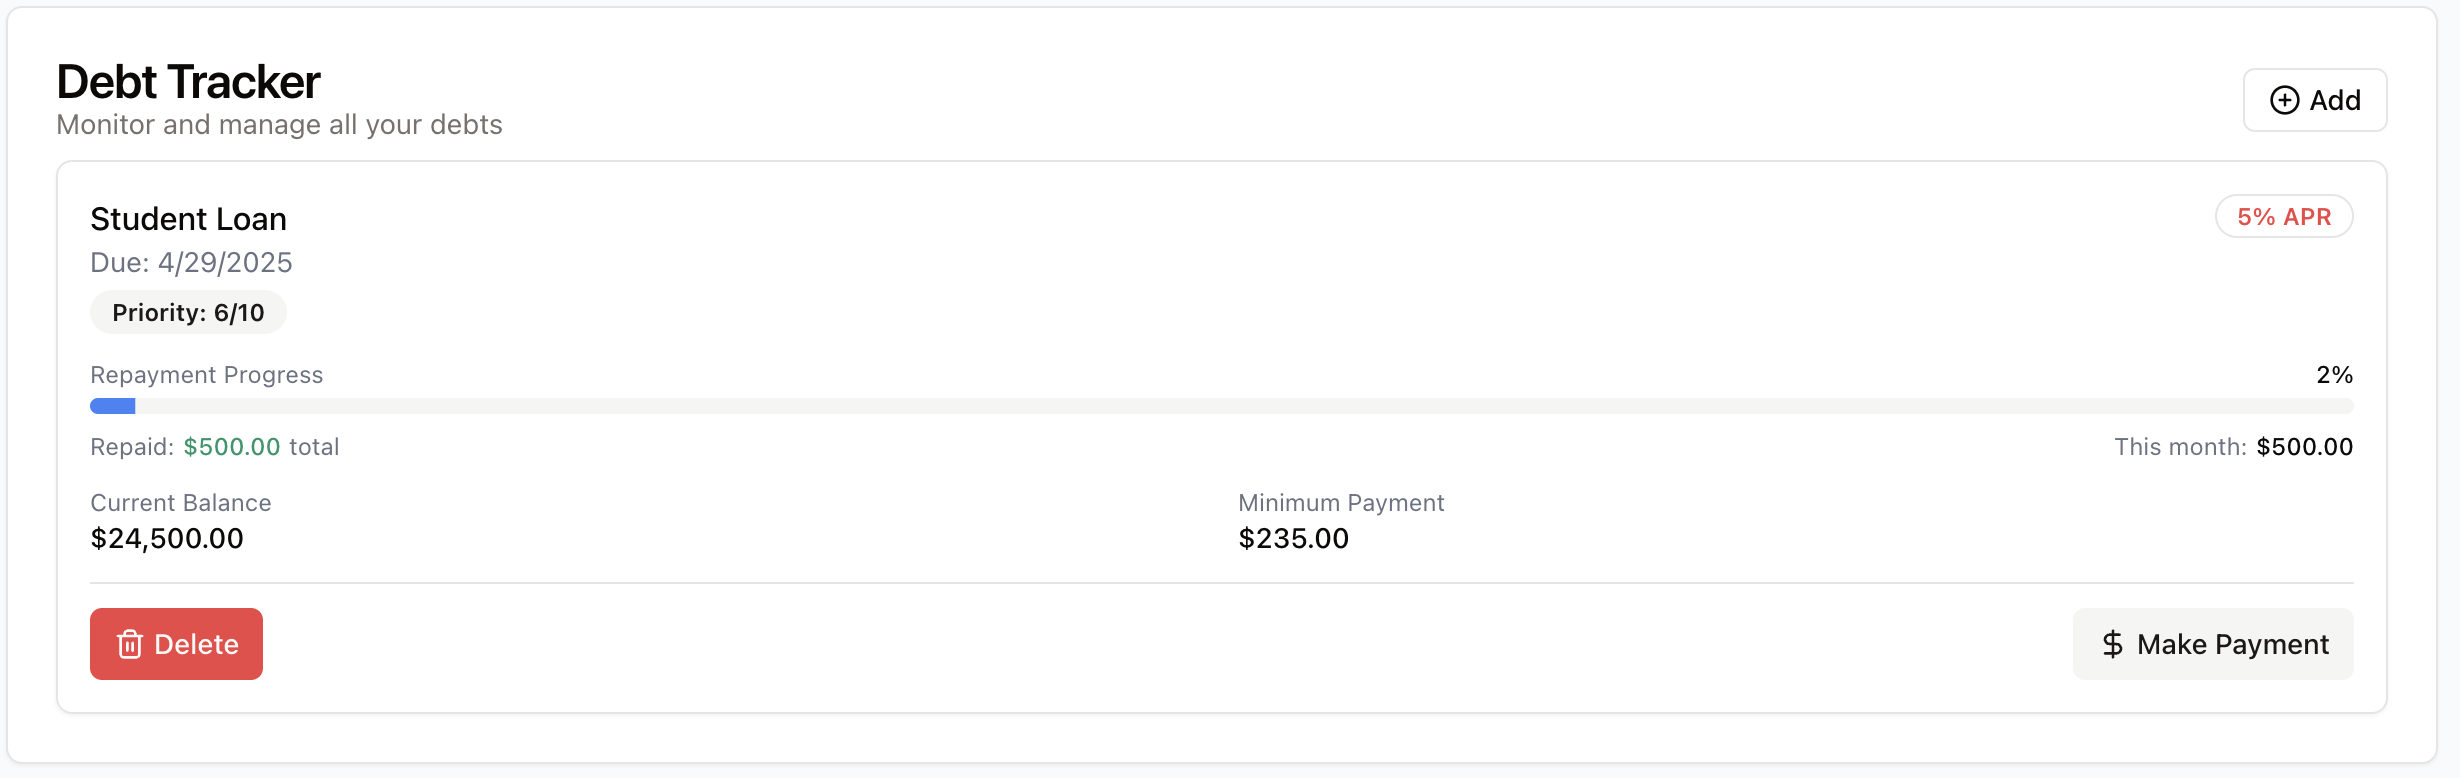 Debt Tracker
Monitor and manage all your debts
Add
Student Loan
5% APR
Due: 4/29/2025
Priority: 6/10
Repayment Progress
2%
Repaid: $500.00 total
This month: $500.00
Current Balance
$24,500.00
Minimum Payment
$235.00
Delete
$ Make Payment